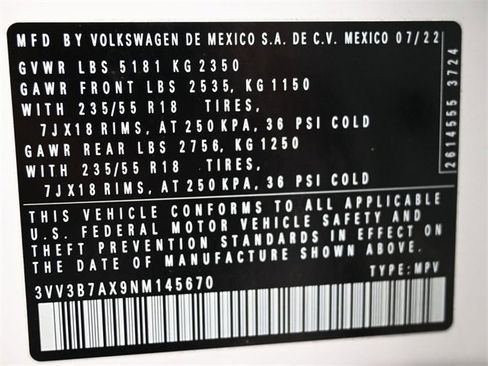 MFD BY VOLKSWAGEN DE MEXICO S.A. DE C.V. MEXICO 07/22
GVWR LBS 5181 KG 2350
GAWR FRONT LBS 2535, KG 1150
WITH 235/55 R18 TIRES,
7JX18 RIMS, AT 250 KPA, 36 PSI COLD
GAWR REAR LBS 2756, KG 1250
WITH 235/55 R18 TIRES,
7JX18 RIMS, AT 250 KPA, 36 PSI COLD
2614555 3724
THIS VEHICLE CONFORMS TO ALL APPLICABLE
U.S. FEDERAL MOTOR VEHICLE SAFETY AND
THEFT PREVENTION STANDARDS IN EFFECT ON
THE DATE OF MANUFACTURE SHOWN ABOVE.
3VV3B7AX9NM145670 TYPE: MPV